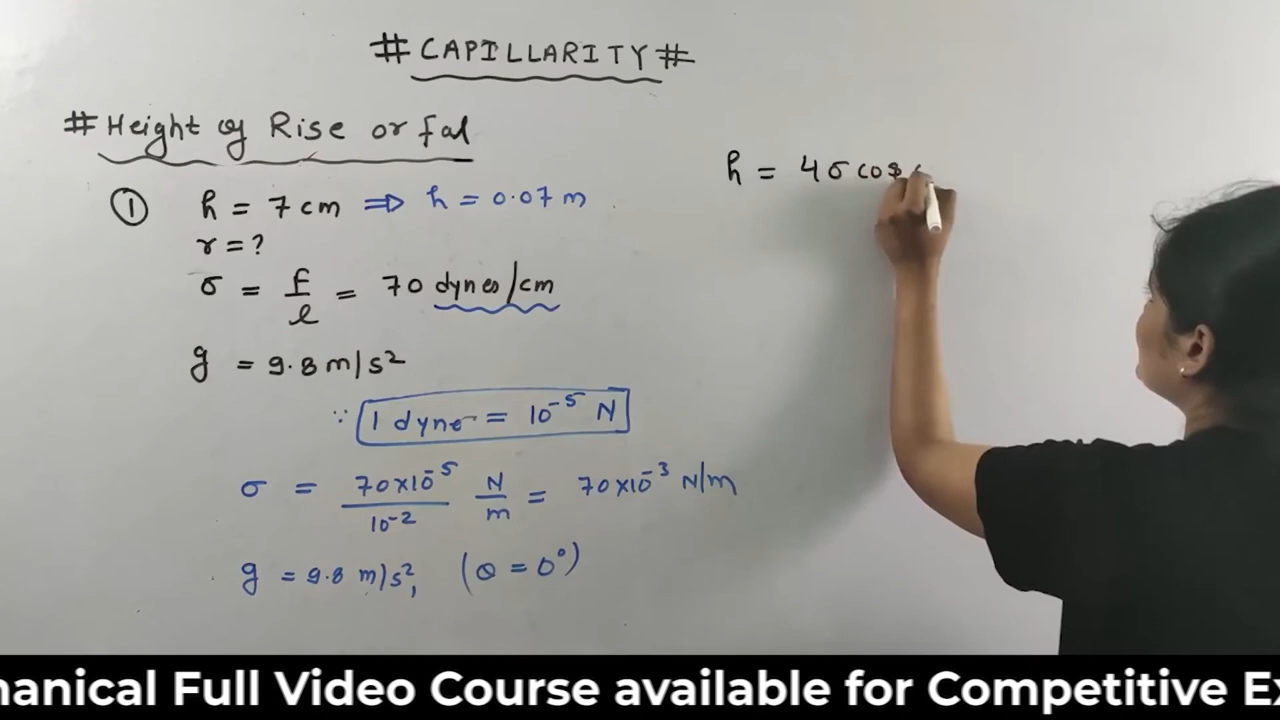 # CAPILLARITY #
# Height of Rise or fal
① h = 7 cm ⇒ h = 0.07 m
r = ?
σ = f/l = 70 dynes/cm
g = 9.8 m/s²
∵ 1 dyne = 10⁻⁵ N
σ = 70×10⁻⁵/10⁻² N/m = 70×10⁻³ N/m
g = 9.8 m/s², (θ = 0°)
h = 4σ cos
hanical Full Video Course available for Competitive Ex